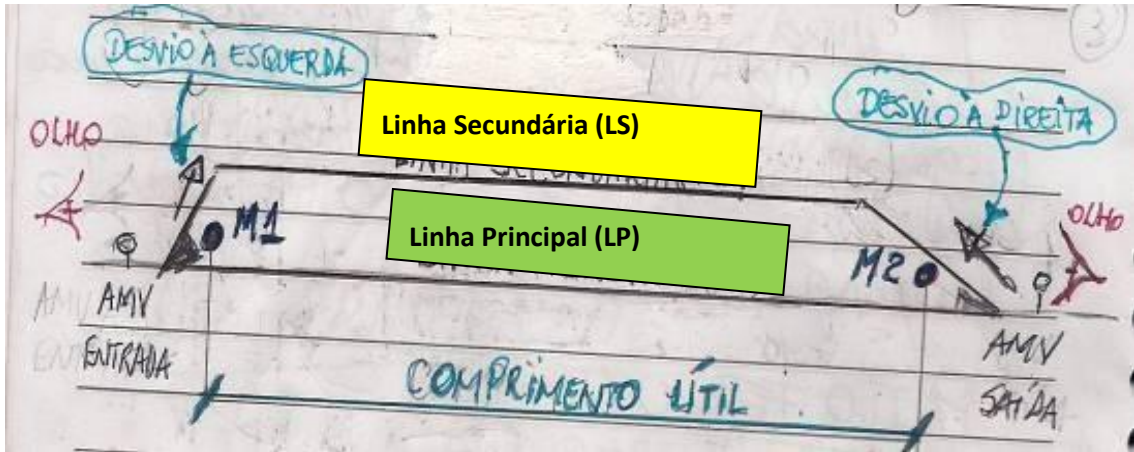 3
DESVIO À ESQUERDA
Linha Secundária (LS)
DESVIO À DIREITA
OLHO
OLHO
M1
Linha Principal (LP)
M2
AMV
ENTRADA
AMV
SAÍDA
COMPRIMENTO ÚTIL